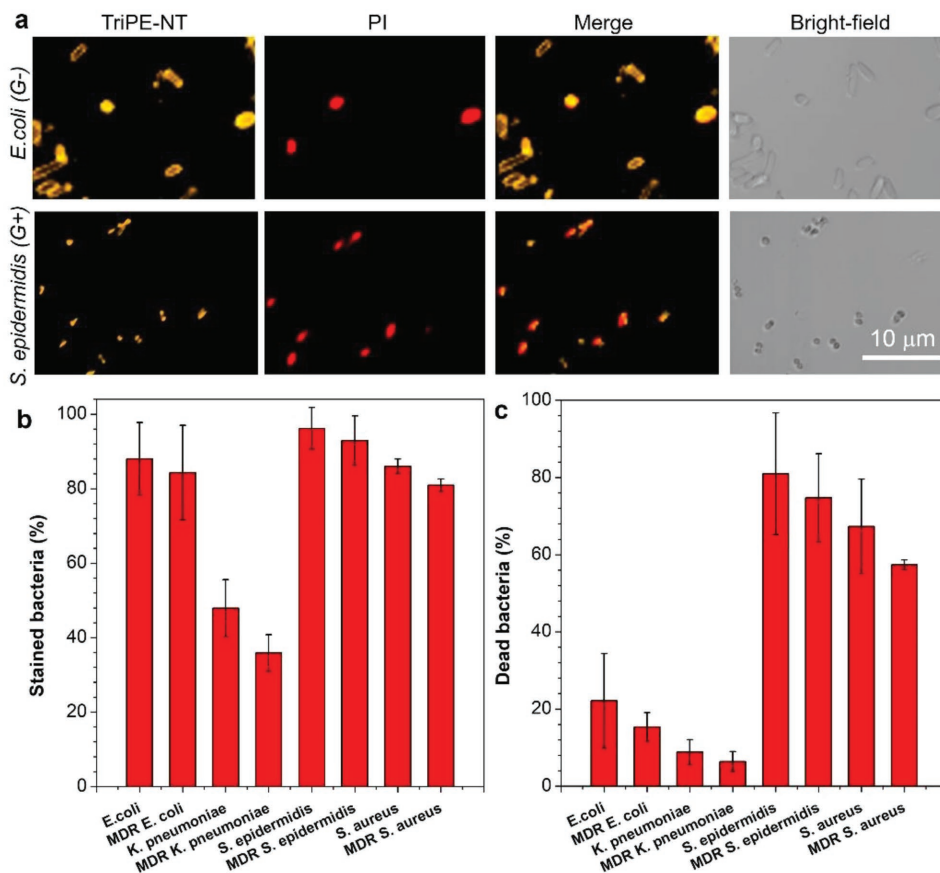 a
TriPE-NT PI Merge Bright-field
E.coli (G-)
S. epidermidis (G+)
10 μm
b
Stained bacteria (%)
100
80
60
40
20
0
E.coli
MDR E. coli
K. pneumoniae
MDR K. pneumoniae
S. epidermidis
MDR S. epidermidis
S. aureus
MDR S. aureus
c
Dead bacteria (%)
100
80
60
40
20
0
E.coli
MDR E. coli
K. pneumoniae
MDR K. pneumoniae
S. epidermidis
MDR S. epidermidis
S. aureus
MDR S. aureus